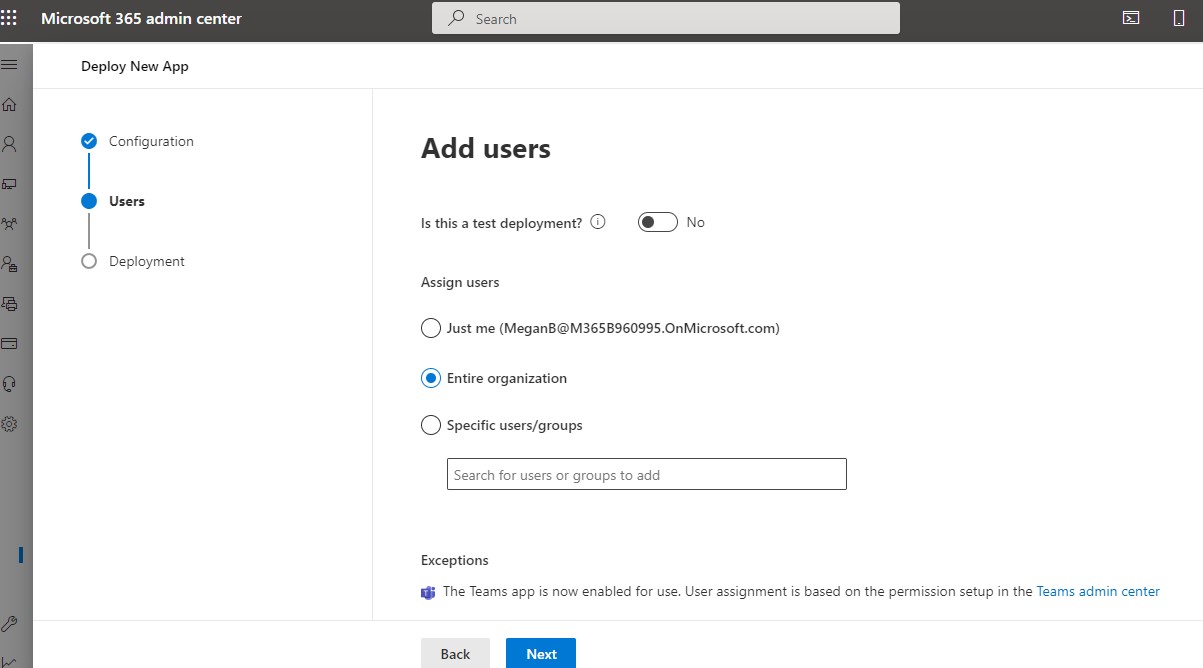 Microsoft 365 admin center
Search
Deploy New App
Configuration
Users
Deployment
Add users
Is this a test deployment? No
Assign users
Just me (MeganB@M365B960995.OnMicrosoft.com)
Entire organization
Specific users/groups
Search for users or groups to add
Exceptions
The Teams app is now enabled for use. User assignment is based on the permission setup in the Teams admin center
Back Next